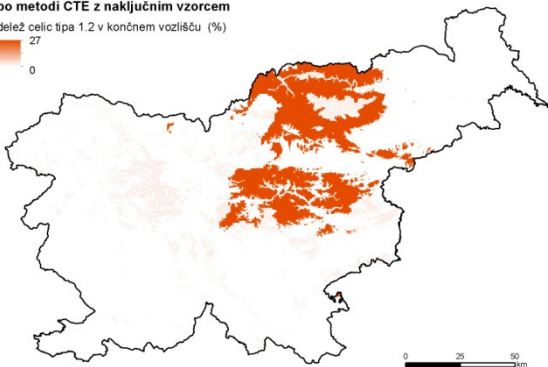 po metodi CTE z naključnim vzorcem
delež celic tipa 1.2 v končnem vozlišču (%)
27
0
0 25 50
km